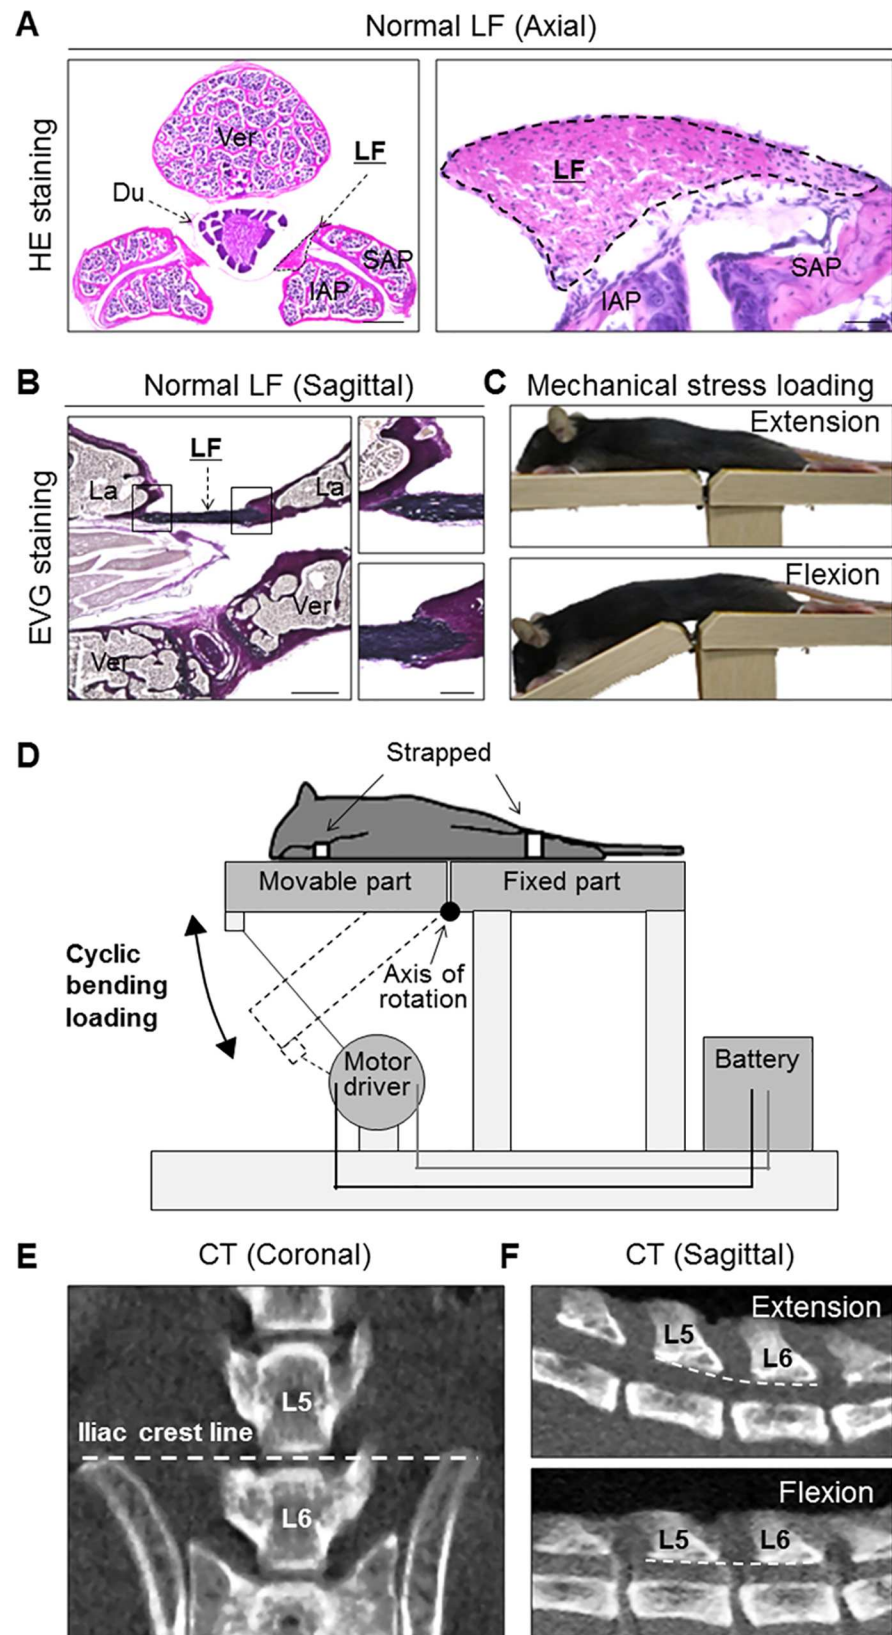 A
Normal LF (Axial)
HE staining
Ver
LF
Du
SAP
IAP
LF
SAP
IAP
B
Normal LF (Sagittal)
EVG staining
LF
La
La
Ver
Ver
C
Mechanical stress loading
Extension
Flexion
D
Strapped
Movable part
Fixed part
Cyclic
bending
loading
Axis of
rotation
Motor
driver
Battery
E
CT (Coronal)
L5
Iliac crest line
L6
F
CT (Sagittal)
Extension
L5
L6
Flexion
L5
L6